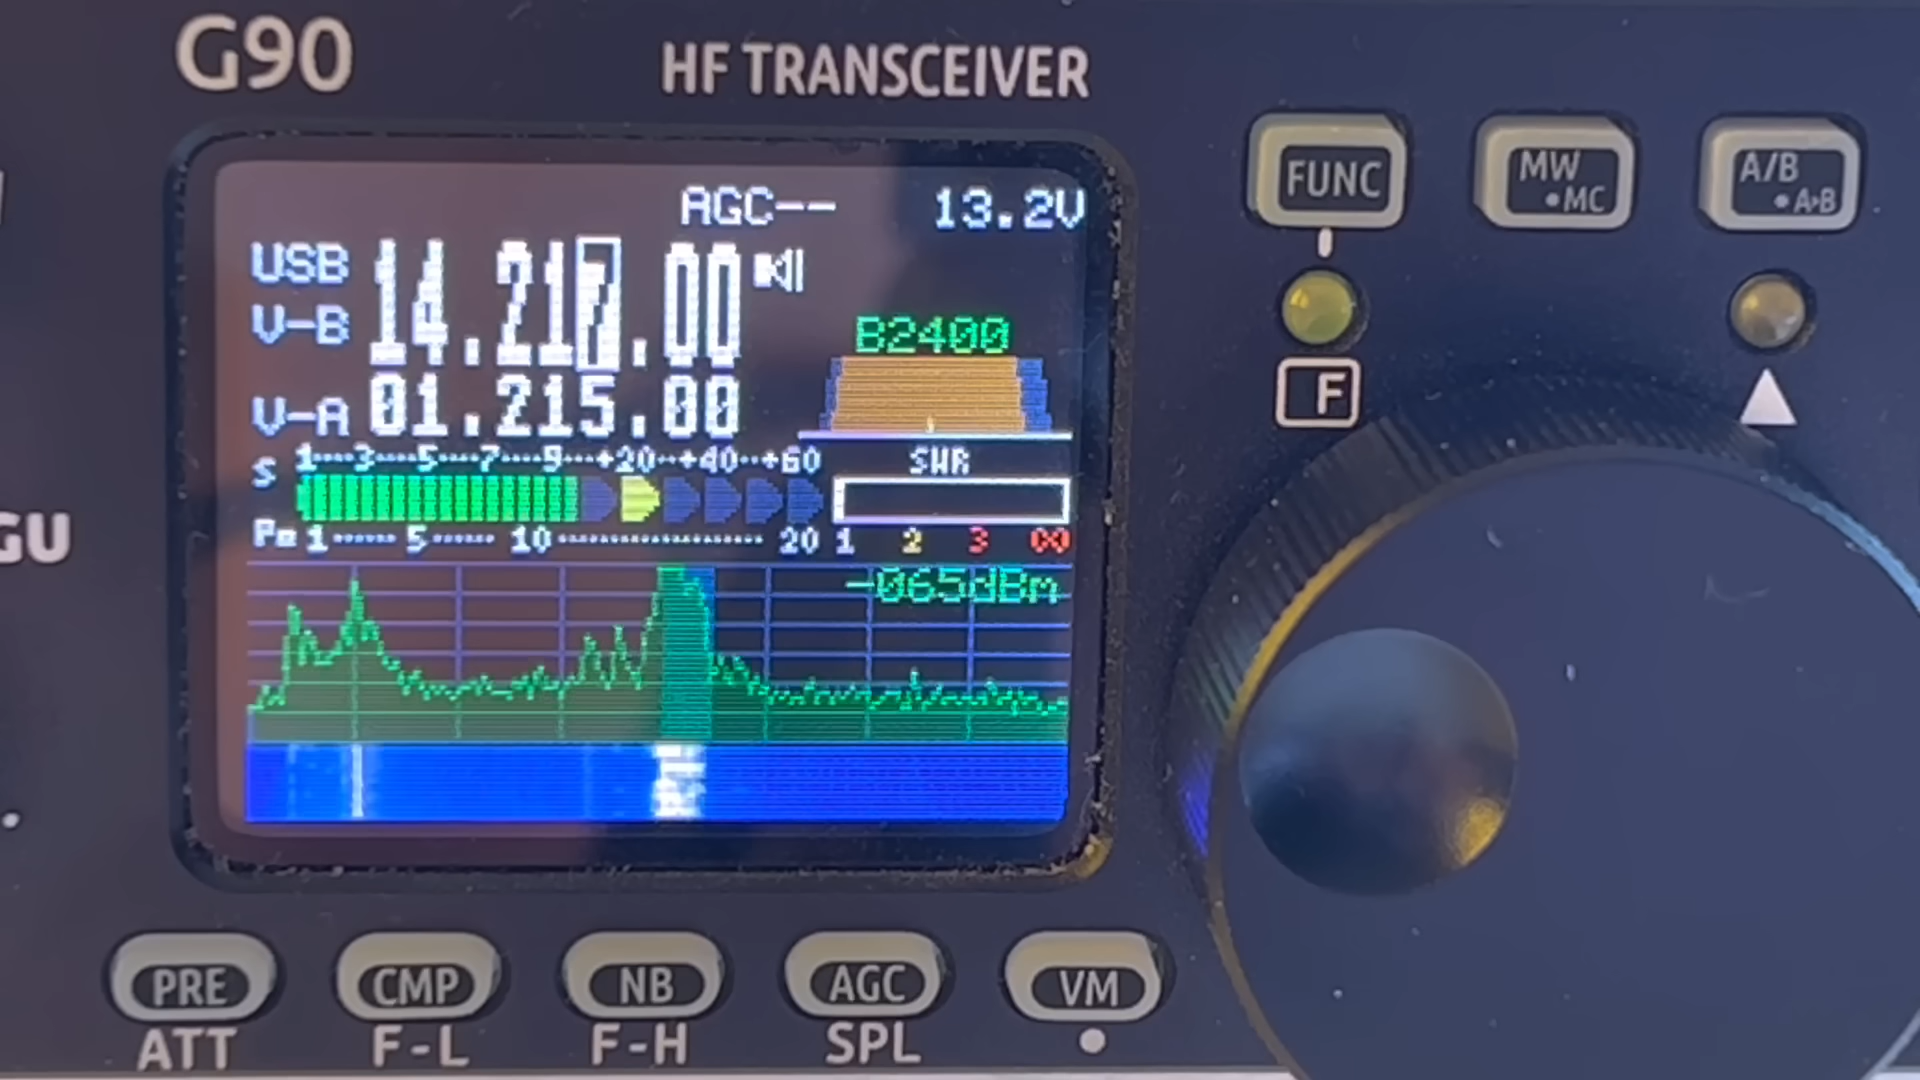 G90
HF TRANSCEIVER
FUNC
MW
•MC
A/B
•A▸B
F
AGC-- 13.2V
USB
V-B 14.217.00
B2400
V-A 01.215.00
S 1----3----5----7----9---+20--+40--+60
SWR
Po 1------5------10--------------------20
1 2 3 ∞
-065dBm
GU
PRE CMP NB AGC VM
ATT F-L F-H SPL